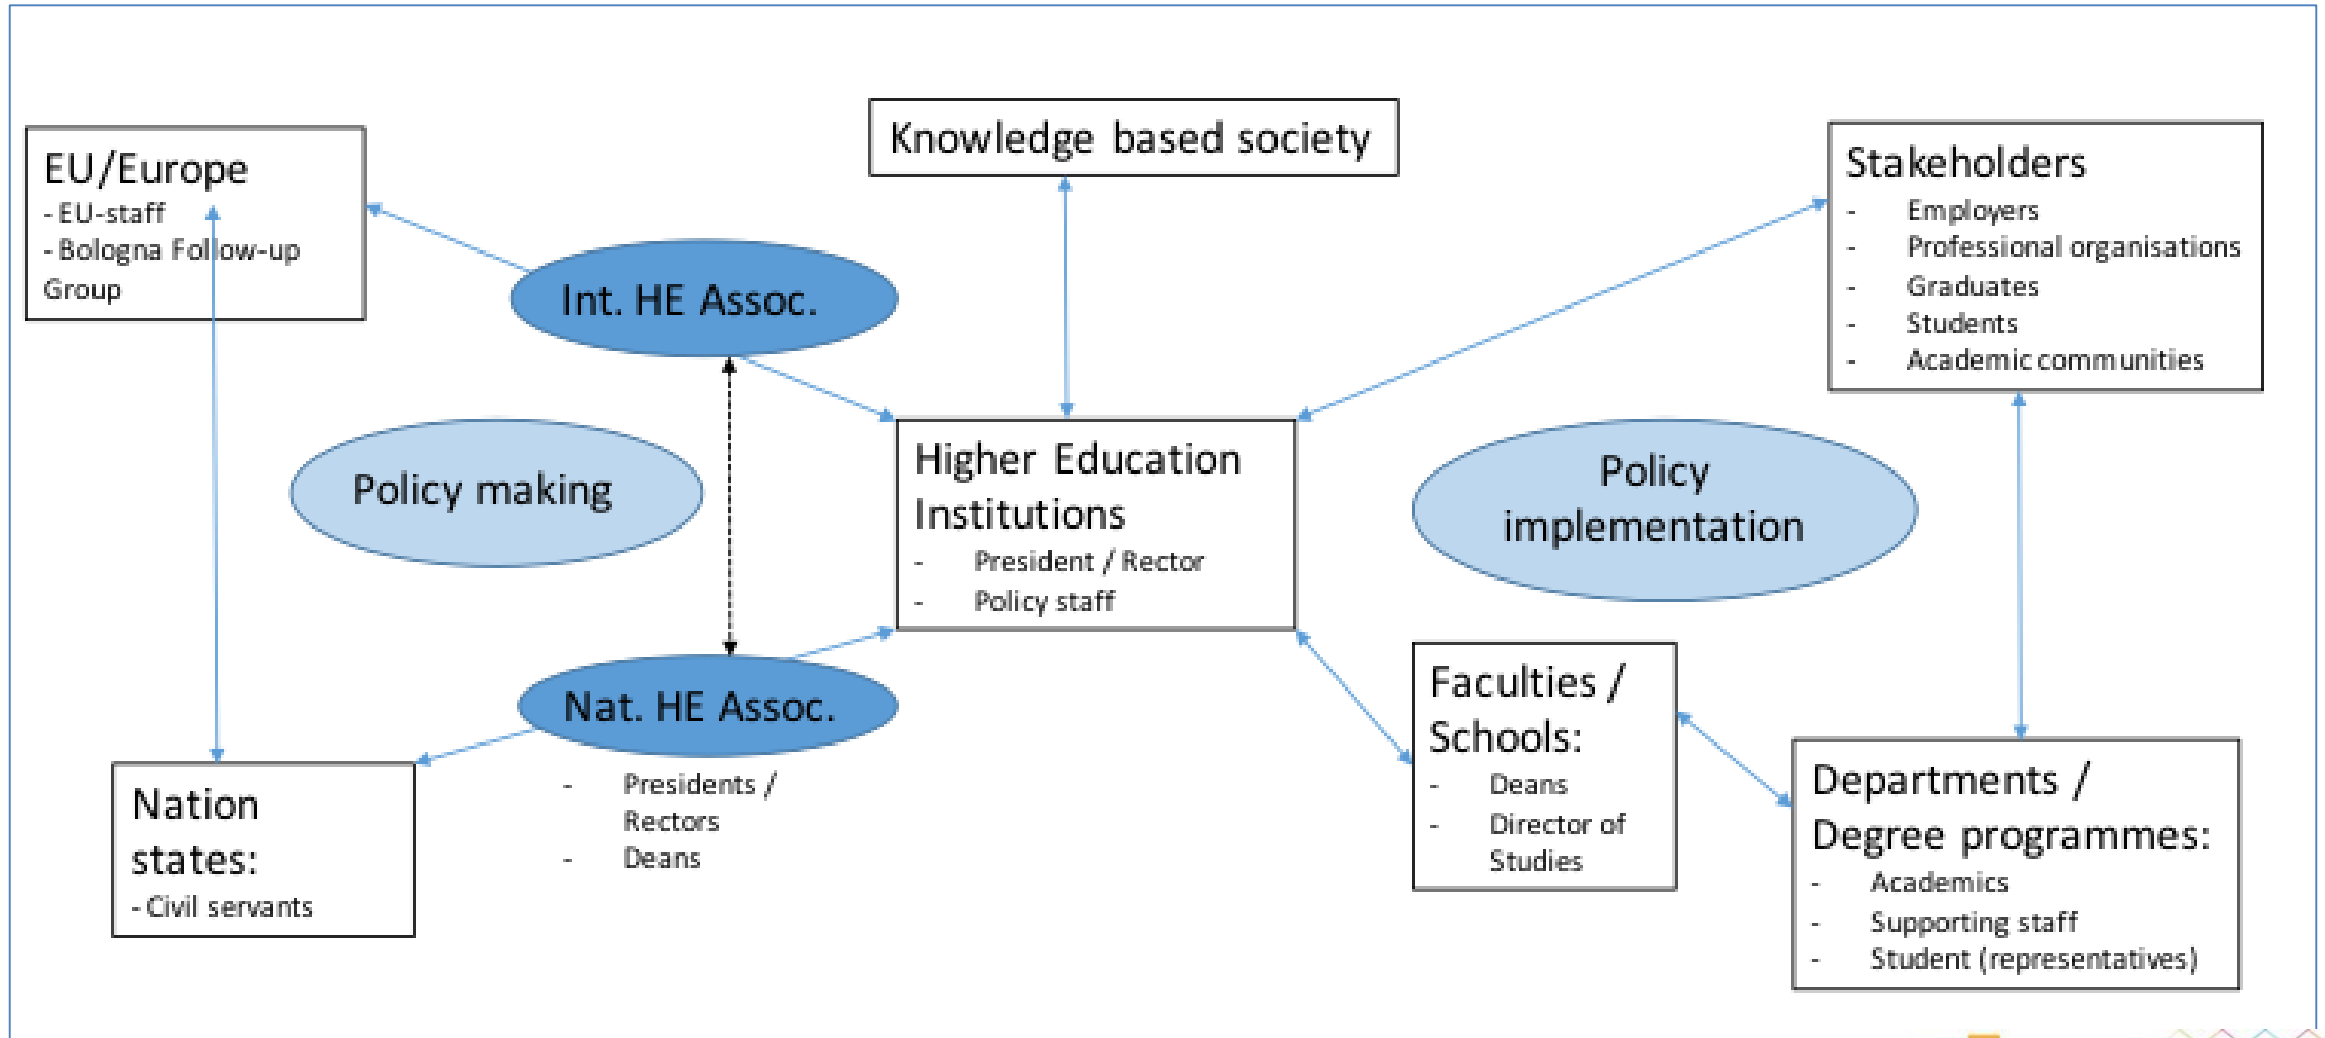 Knowledge based society
EU/Europe
- EU-staff
- Bologna Follow-up
Group
Stakeholders
- Employers
- Professional organisations
- Graduates
- Students
- Academic communities
Int. HE Assoc.
Policy making
Higher Education
Institutions
- President / Rector
- Policy staff
Policy
implementation
Nat. HE Assoc.
- Presidents /
Rectors
- Deans
Nation
states:
- Civil servants
Faculties /
Schools:
- Deans
- Director of
Studies
Departments /
Degree programmes:
- Academics
- Supporting staff
- Student (representatives)